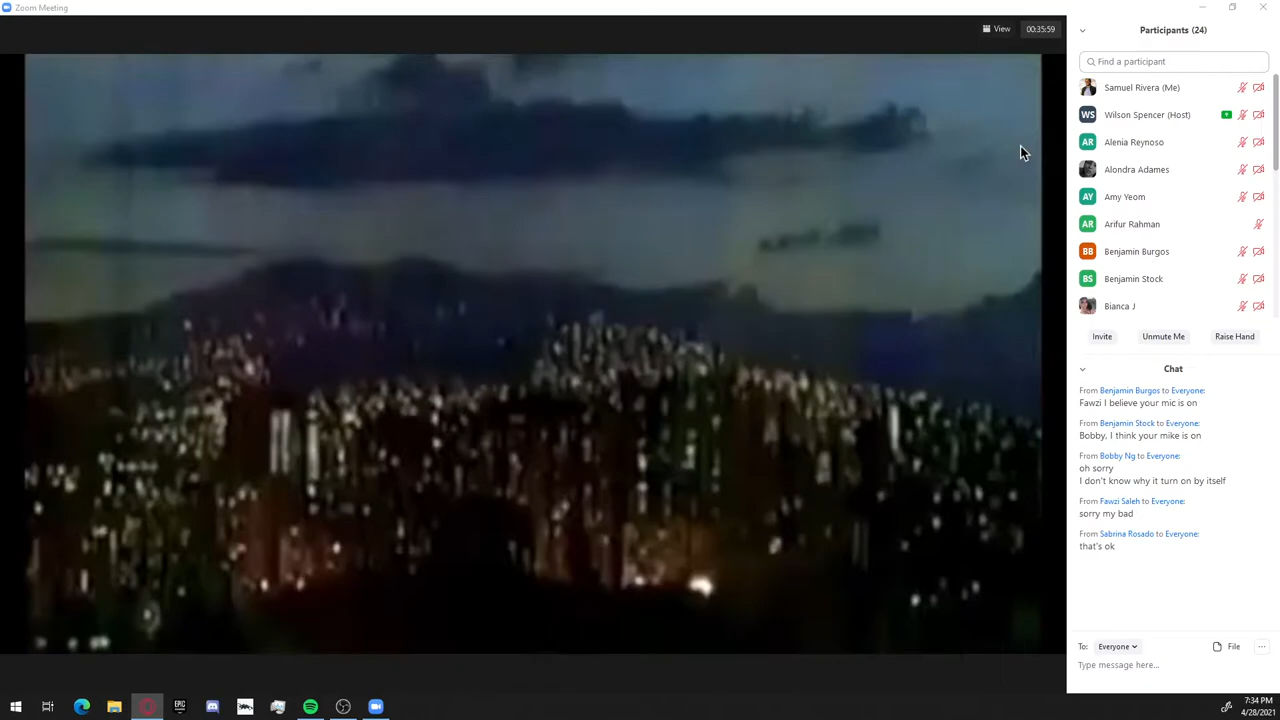 Zoom Meeting
View
00:35:59
Participants (24)
Find a participant
Samuel Rivera (Me)
WS Wilson Spencer (Host)
AR Alenia Reynoso
Alondra Adames
AY Amy Yeom
AR Arifur Rahman
BB Benjamin Burgos
BS Benjamin Stock
Bianca J
Invite Unmute Me Raise Hand
Chat
From Benjamin Burgos to Everyone:
Fawzi I believe your mic is on
From Benjamin Stock to Everyone:
Bobby, I think your mike is on
From Bobby Ng to Everyone:
oh sorry
I don't know why it turn on by itself
From Fawzi Saleh to Everyone:
sorry my bad
From Sabrina Rosado to Everyone:
that's ok
To: Everyone File
Type message here...
EPIC
7:34 PM
4/28/2021